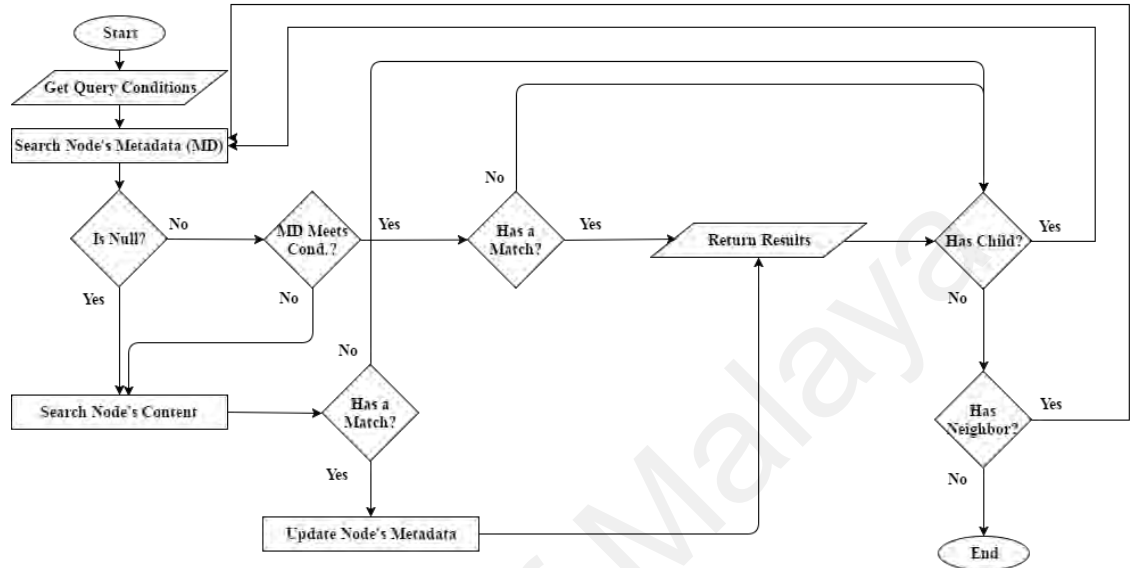 Start
Get Query Conditions
Search Node's Metadata (MD)
Is Null?
No
MD Meets
Cond.?
Yes
No
Has a
Match?
Yes
Return Results
Has Child?
Yes
Yes
No
No
No
Search Node's Content
Has a
Match?
Has
Neighbor?
Yes
Yes
No
Update Node's Metadata
End
Malaya